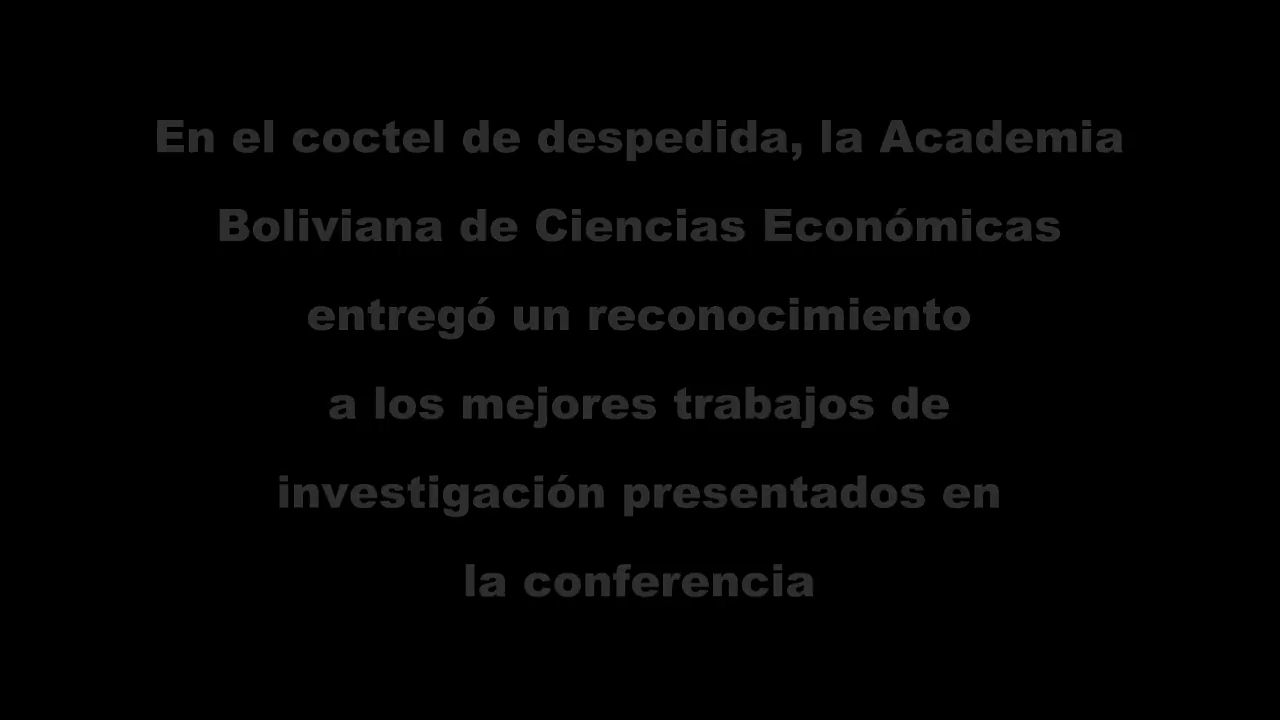 En el coctel de despedida, la Academia
Boliviana de Ciencias Económicas
entregó un reconocimiento
a los mejores trabajos de
investigación presentados en
la conferencia